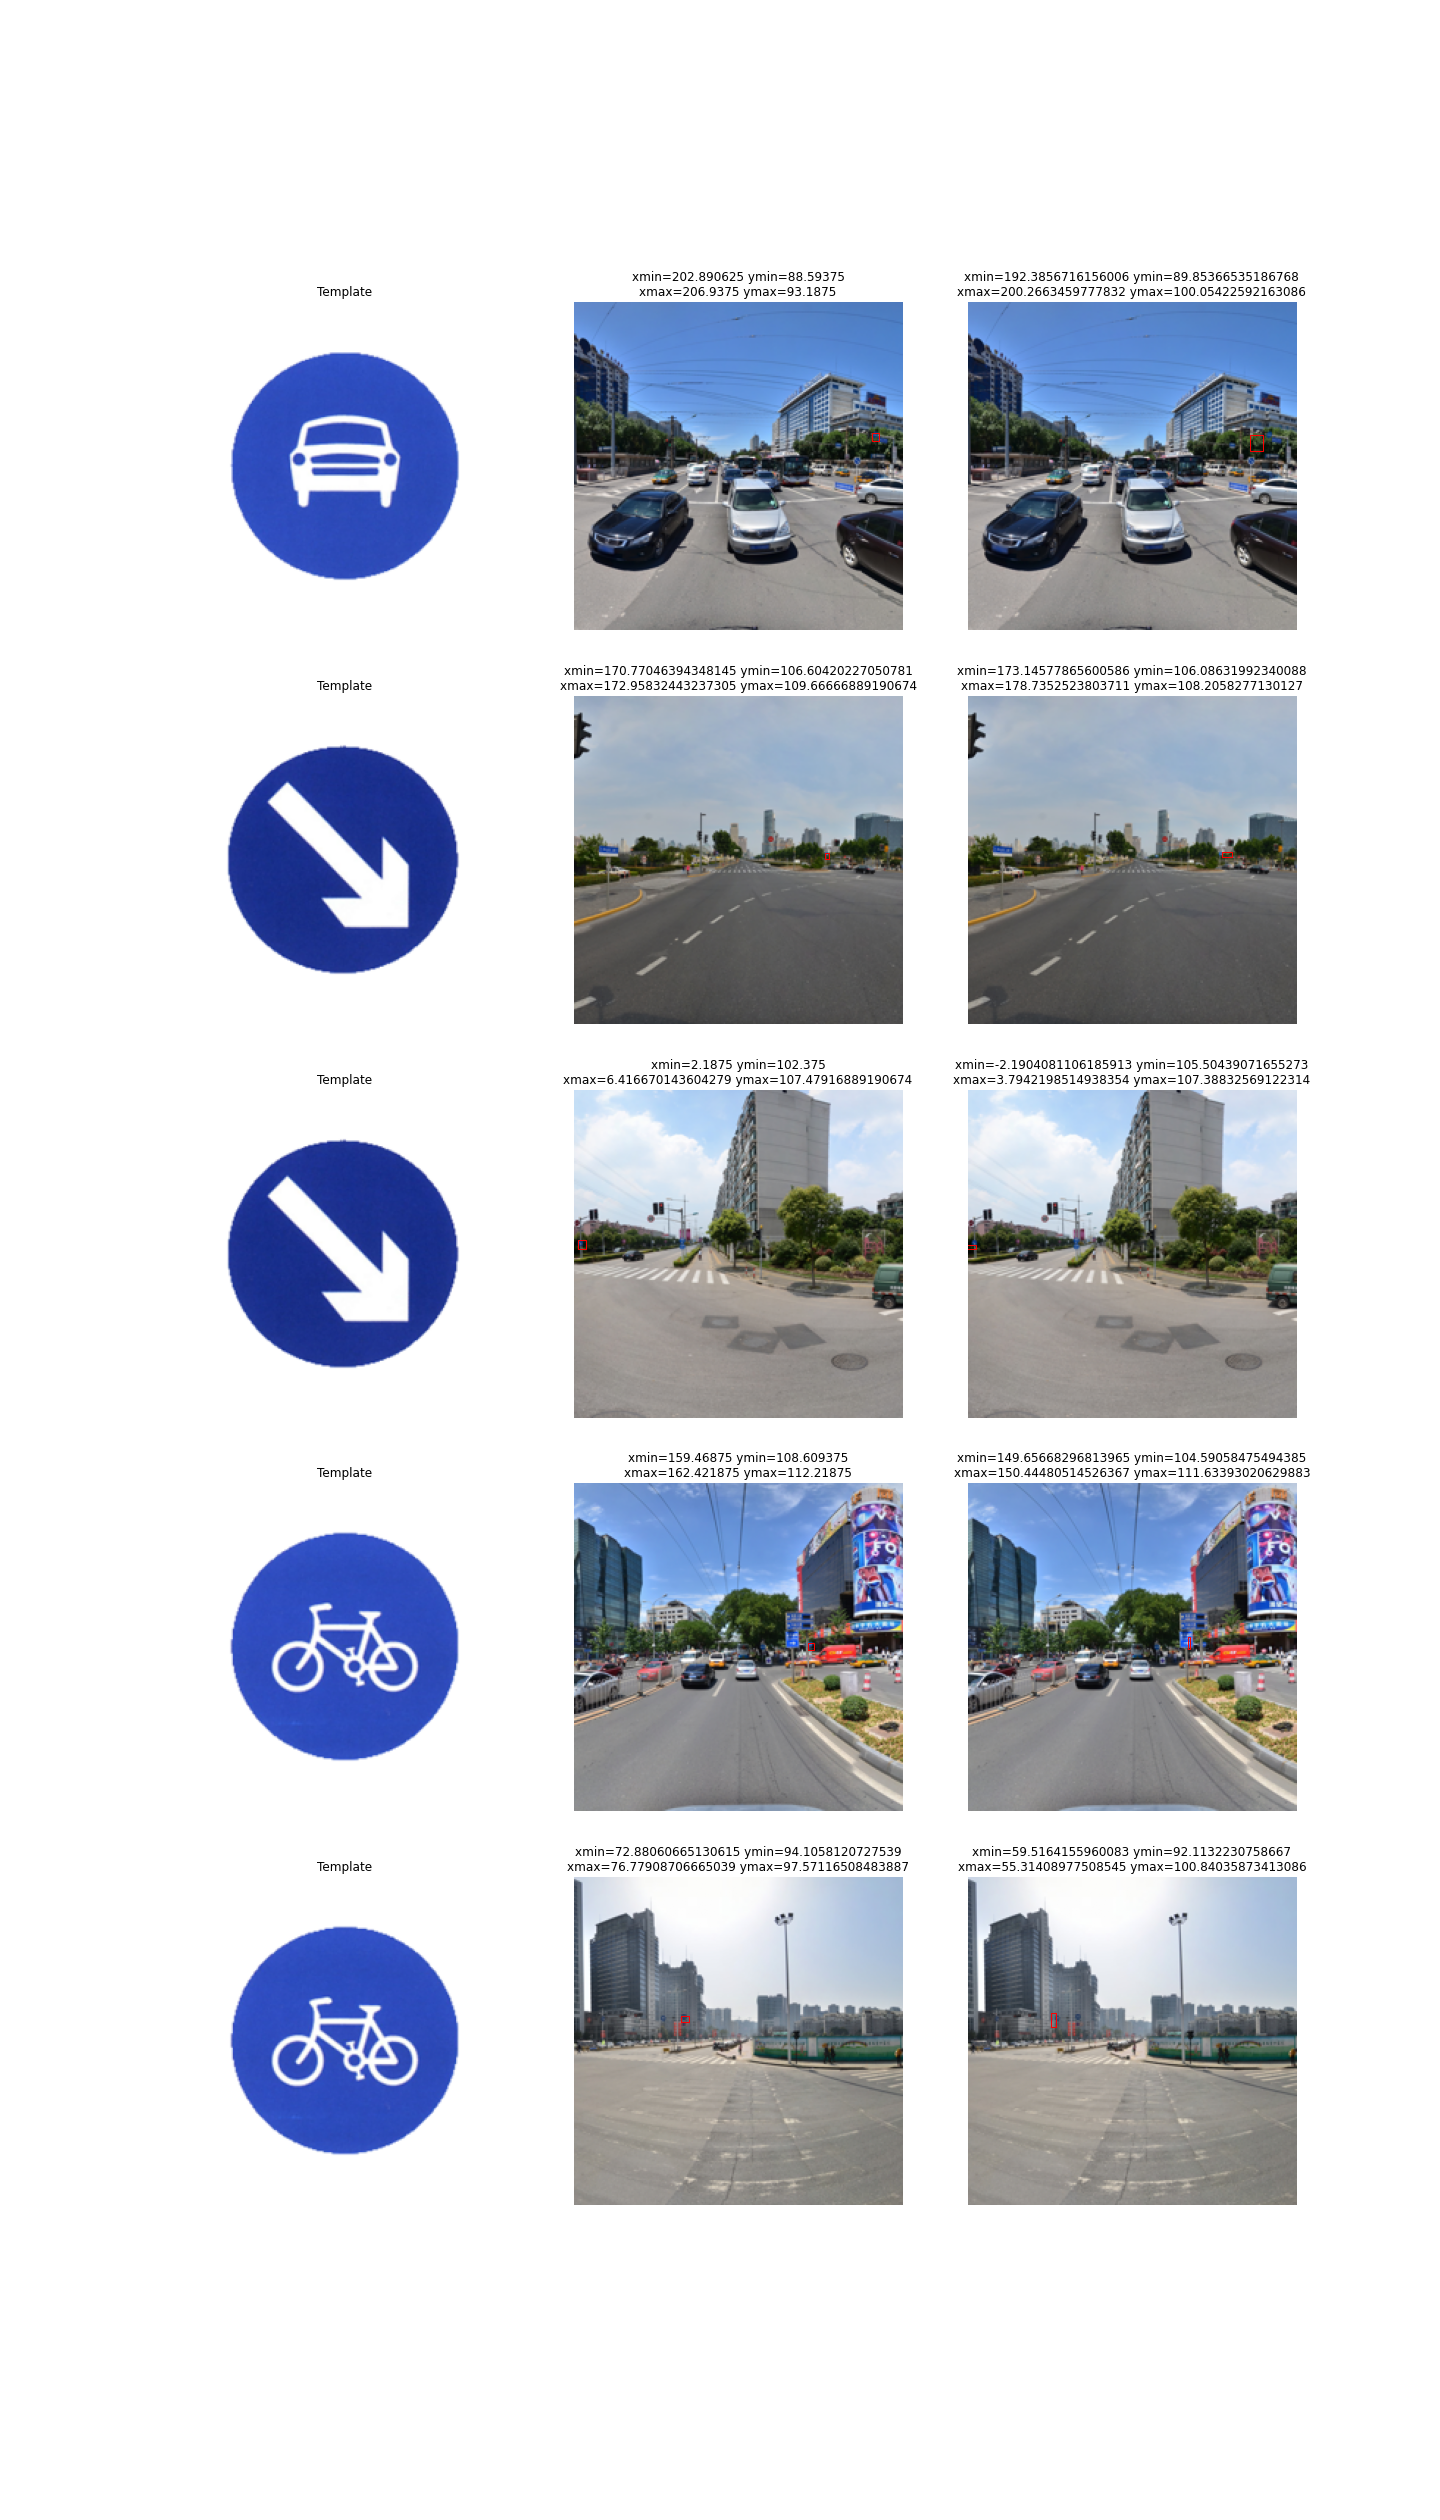 Template
xmin=202.890625 ymin=88.59375
xmax=206.9375 ymax=93.1875
xmin=192.3856716156006 ymin=89.85366535186768
xmax=200.2663459777832 ymax=100.05422592163086
Template
xmin=170.77046394348145 ymin=106.60420227050781
xmax=172.95832443237305 ymax=109.66666889190674
xmin=173.14577865600586 ymin=106.08631992340088
xmax=178.7352523803711 ymax=108.2058277130127
Template
xmin=2.1875 ymin=102.375
xmax=6.416670143604279 ymax=107.47916889190674
xmin=-2.1904081106185913 ymin=105.50439071655273
xmax=3.7942198514938354 ymax=107.38832569122314
Template
xmin=159.46875 ymin=108.609375
xmax=162.421875 ymax=112.21875
xmin=149.65668296813965 ymin=104.59058475494385
xmax=150.44480514526367 ymax=111.63393020629883
Template
xmin=72.88060665130615 ymin=94.1058120727539
xmax=76.77908706665039 ymax=97.57116508483887
xmin=59.5164155960083 ymin=92.1132230758667
xmax=55.31408977508545 ymax=100.84035873413086